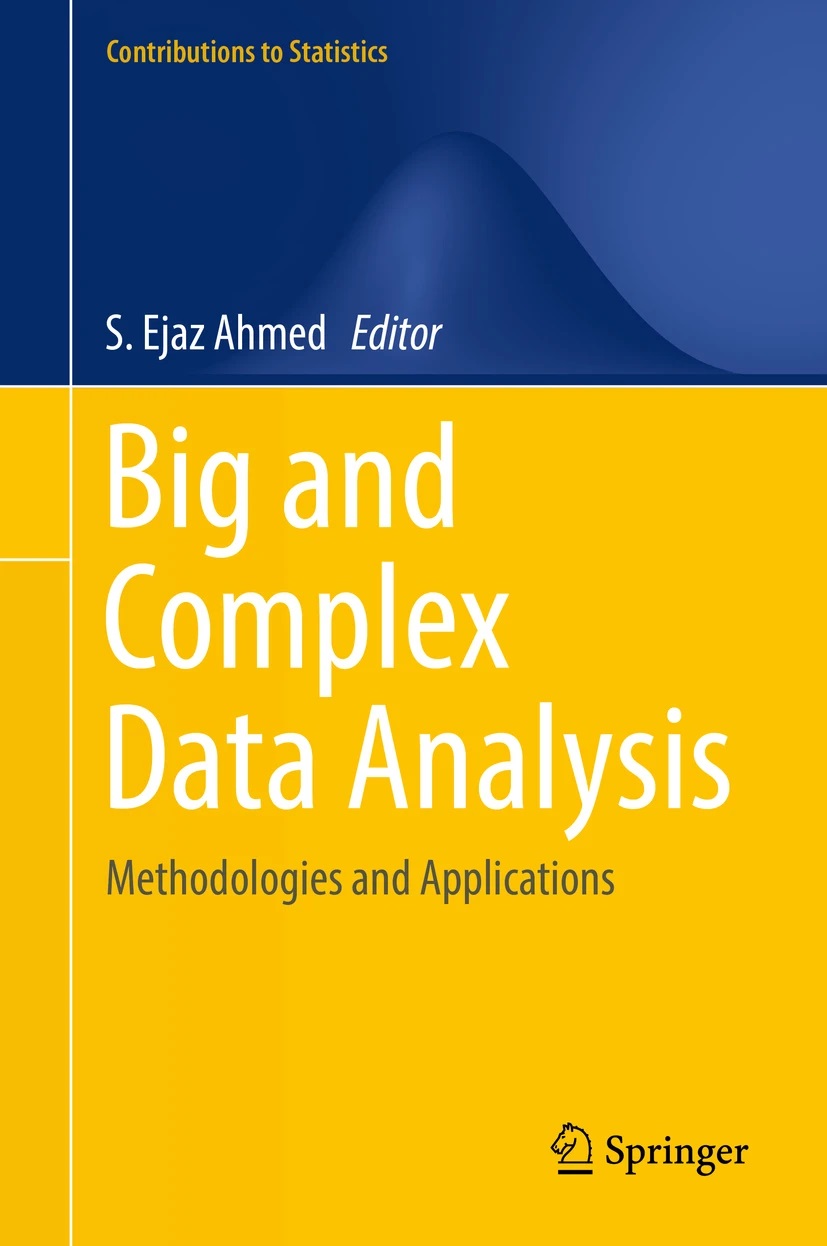 Contributions to Statistics
S. Ejaz Ahmed Editor
Big and
Complex
Data Analysis
Methodologies and Applications
Springer